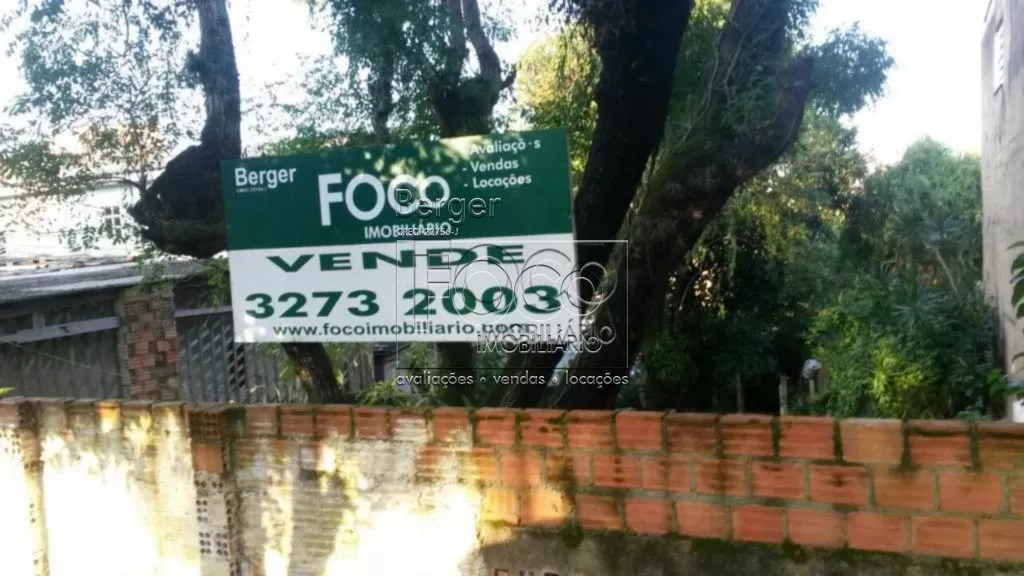 Berger
FOCO
IMOBILIÁRIO
- Avaliações
- Vendas
- Locações
VENDE
3273 2003
www.focoimobiliario.com
Berger
Foco
IMOBILIÁRIO
avaliações • vendas • locações